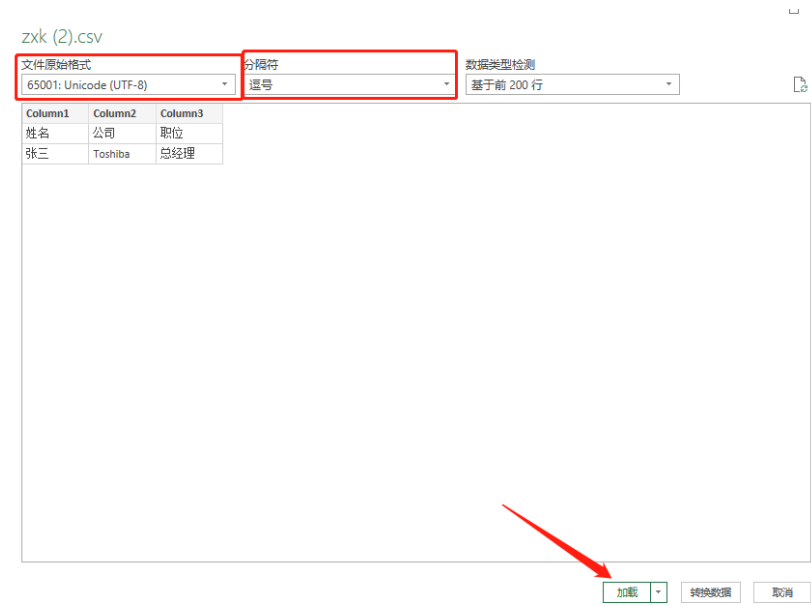 zxk (2).csv
文件原始格式 分隔符 数据类型检测
65001: Unicode (UTF-8) 逗号 基于前 200 行
Column1 Column2 Column3
姓名 公司 职位
张三 Toshiba 总经理
加载 转换数据 取消